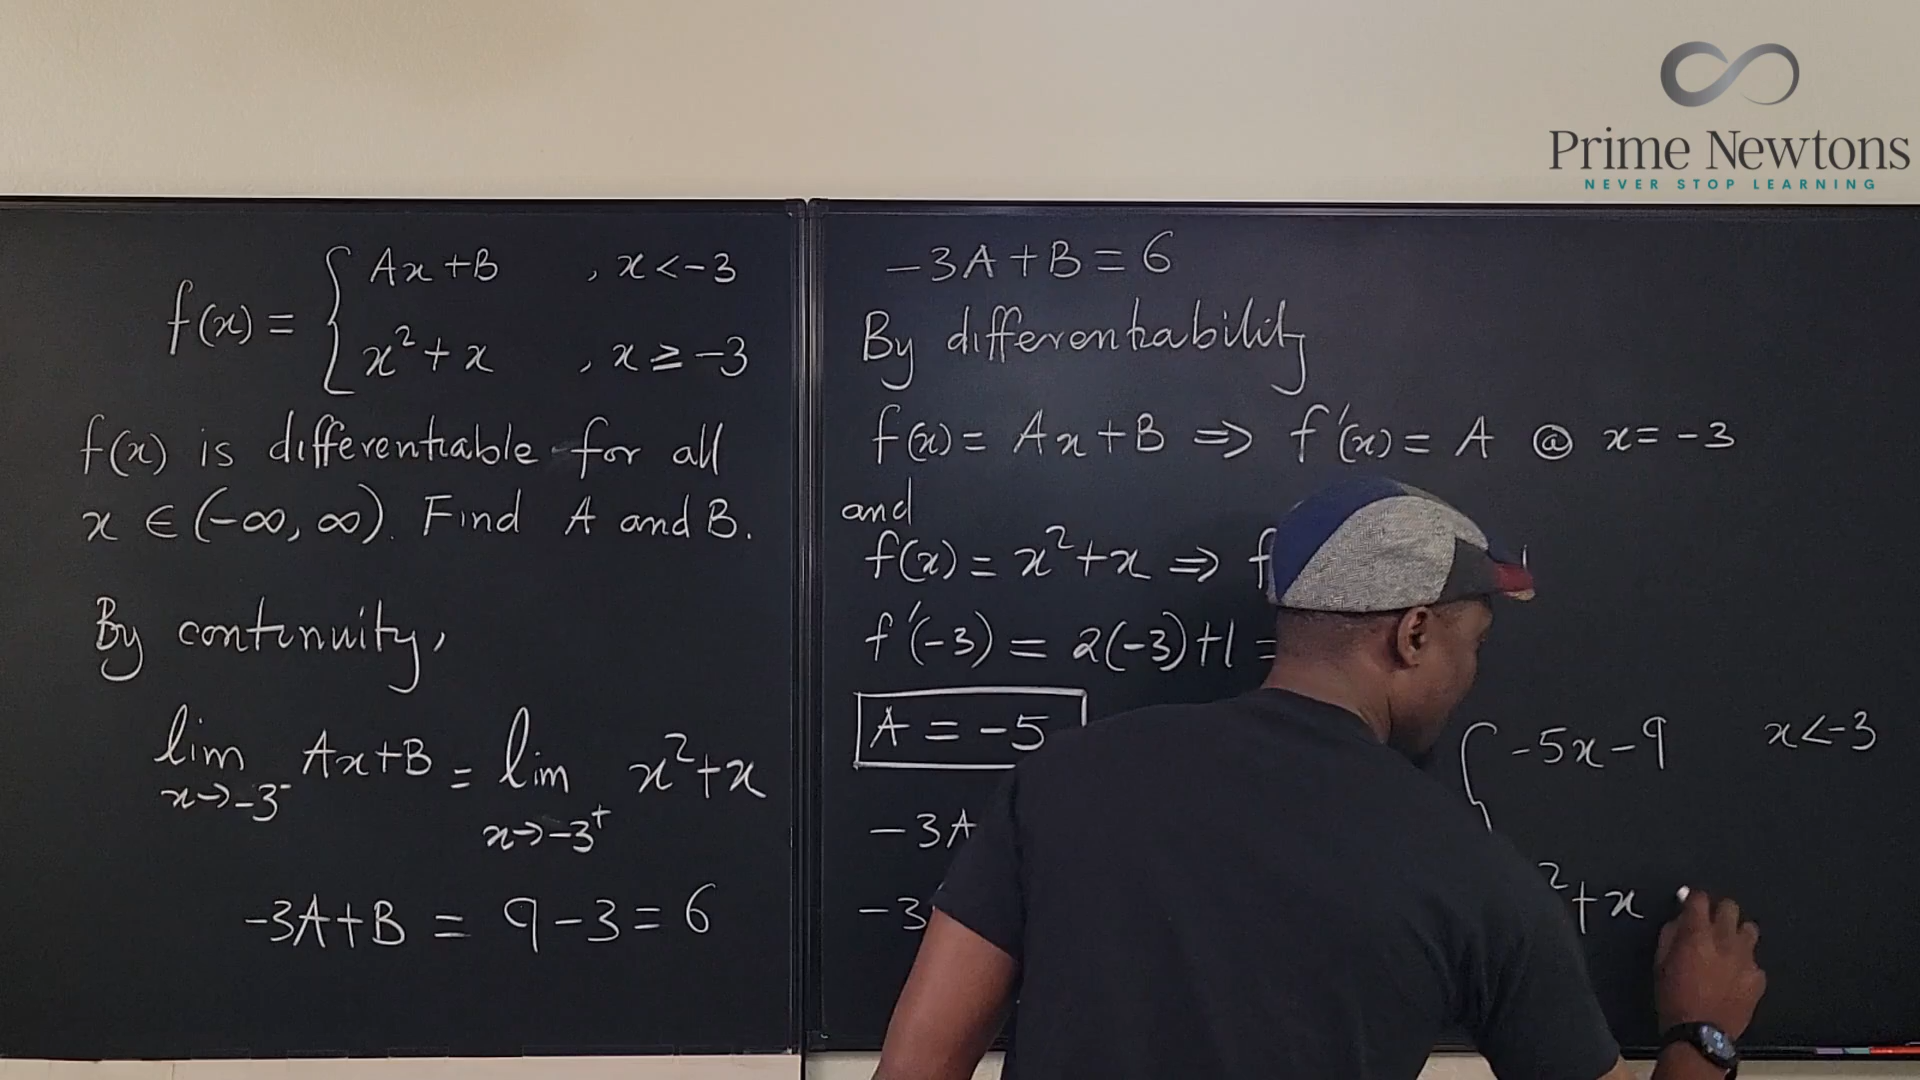 Prime Newtons
NEVER STOP LEARNING
f(x) = { Ax+B , x<-3
x²+x , x≥-3
f(x) is differentiable for all
x ∈ (-∞, ∞). Find A and B.
By continuity,
lim Ax+B = lim x²+x
x→-3⁻ x→-3⁺
-3A+B = 9-3 = 6
-3A+B=6
By differentiability
f(x) = Ax+B ⇒ f'(x) = A @ x=-3
and
f(x) = x²+x ⇒ f
f'(-3) = 2(-3)+1 =
A = -5
-3A
-3
{ -5x-9 x<-3
²+x